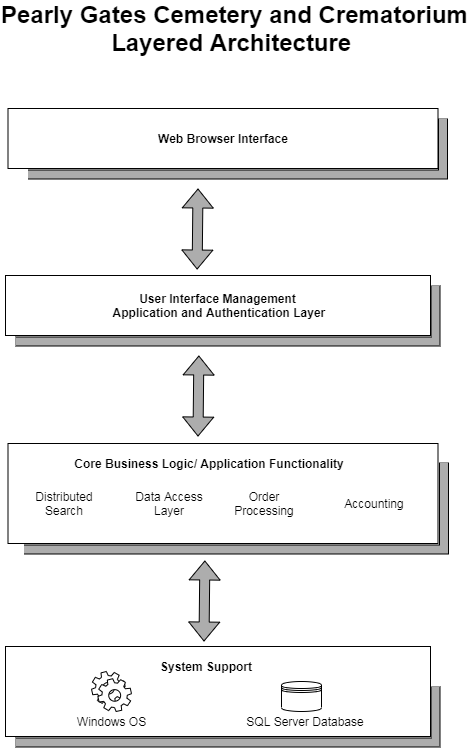 Pearly Gates Cemetery and Crematorium
Layered Architecture
Web Browser Interface
User Interface Management
Application and Authentication Layer
Core Business Logic/ Application Functionality
Distributed
Search
Data Access
Layer
Order
Processing
Accounting
System Support
Windows OS
SQL Server Database